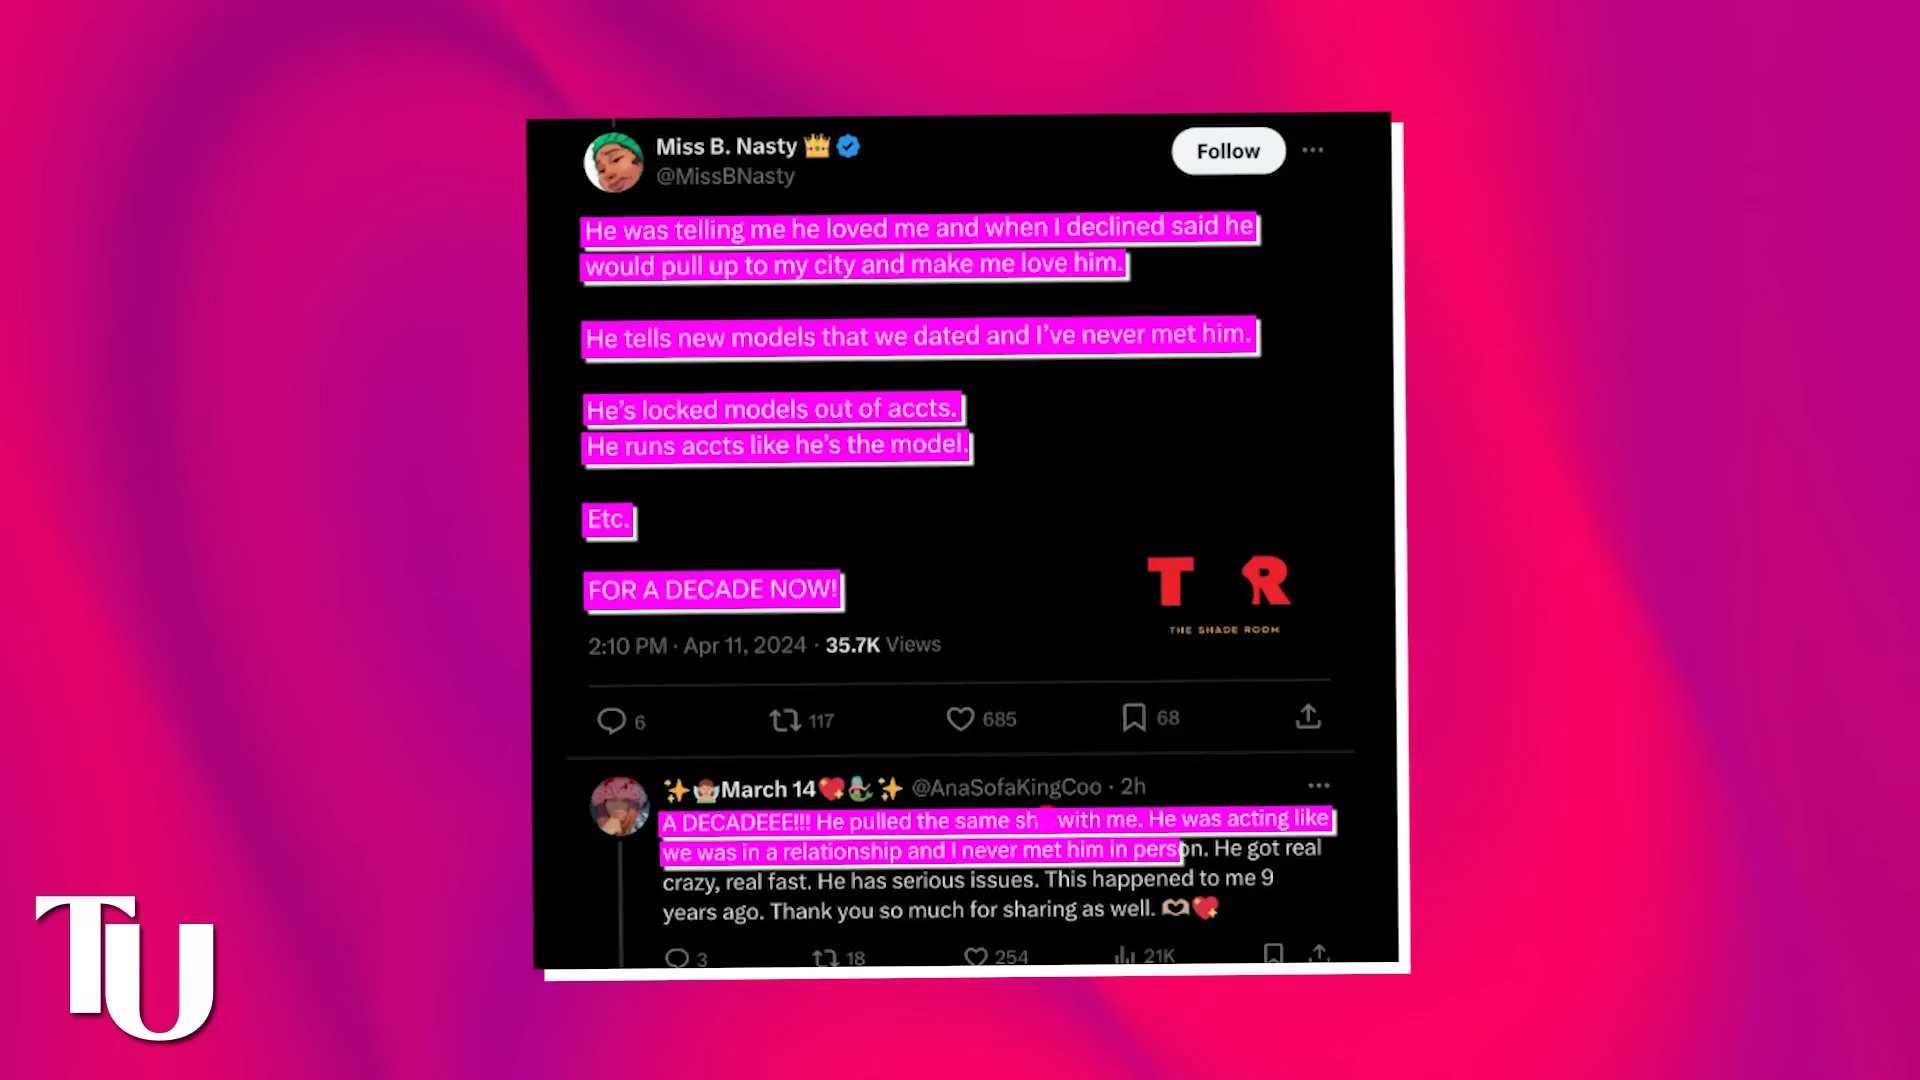 Miss B. Nasty 👑
@MissBNasty
Follow
He was telling me he loved me and when I declined said he
would pull up to my city and make me love him.
He tells new models that we dated and I've never met him.
He's locked models out of accts.
He runs accts like he's the model.
Etc.
FOR A DECADE NOW!
T R
THE SHADE ROOM
2:10 PM · Apr 11, 2024 · 35.7K Views
6 117 685 68
✨March 14💖✨ @AnaSofaKingCoo · 2h
A DECADEEE!!! He pulled the same sh with me. He was acting like
we was in a relationship and I never met him in person. He got real
crazy, real fast. He has serious issues. This happened to me 9
years ago. Thank you so much for sharing as well. 🫶💖
3 18 254 21K
TU